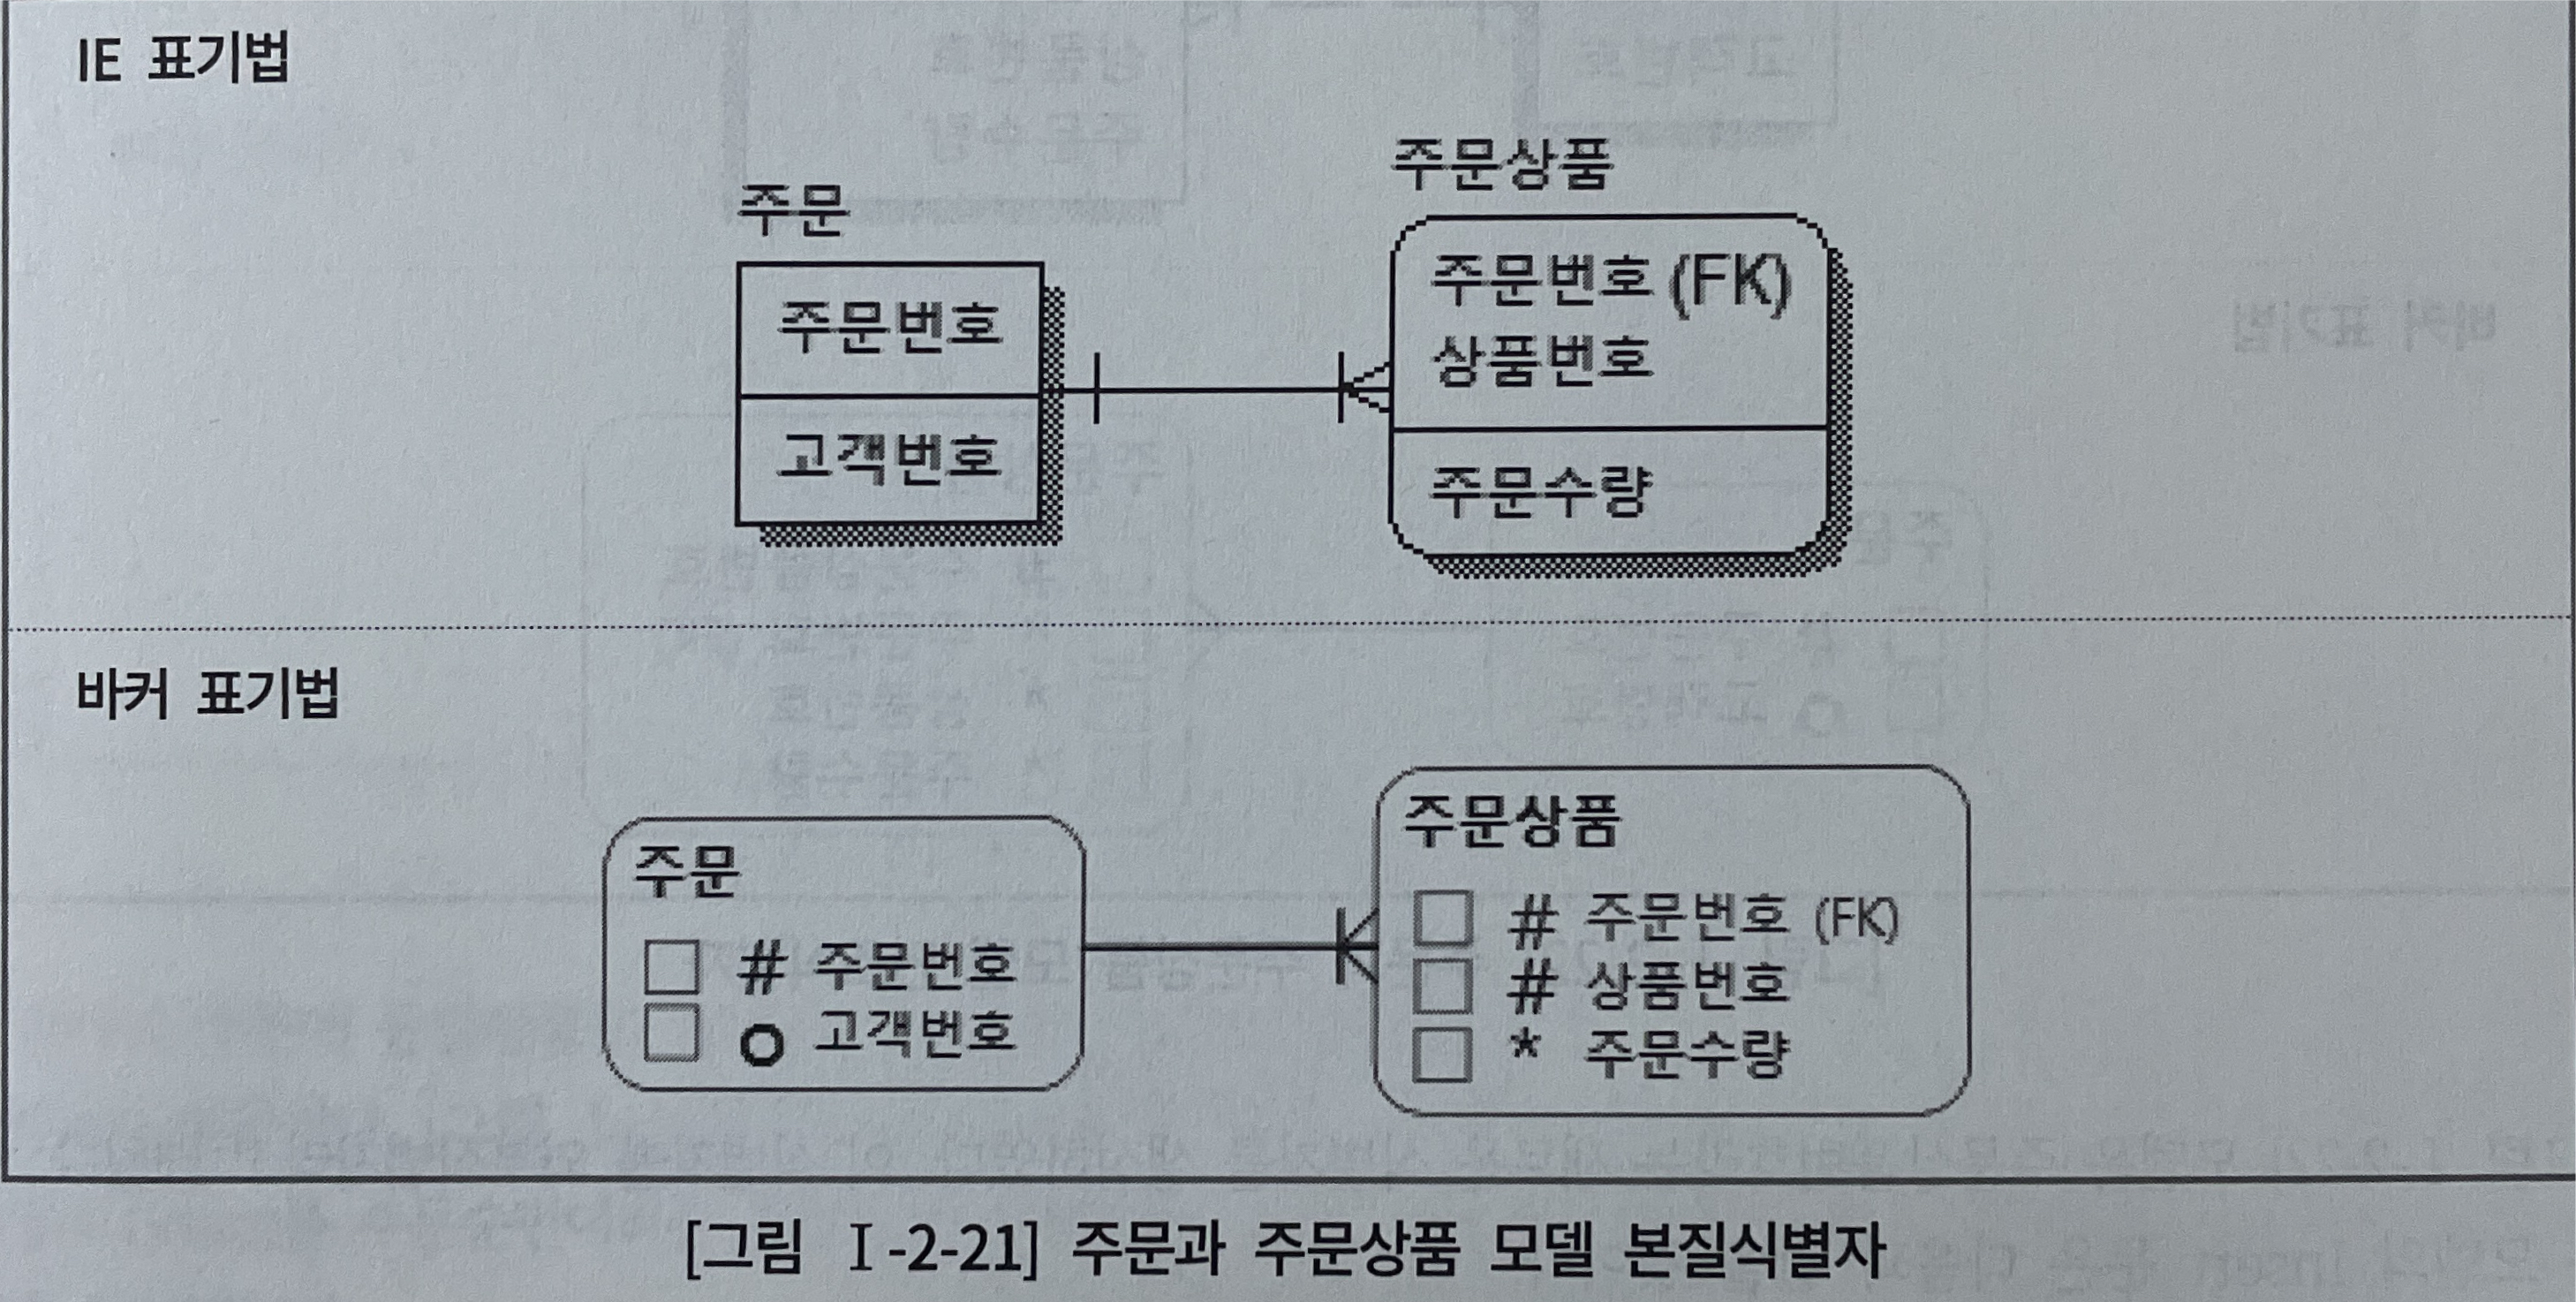 IE 표기법
주문
주문번호
고객번호
주문상품
주문번호 (FK)
상품번호
주문수량
바커 표기법
주문
# 주문번호
o 고객번호
주문상품
# 주문번호 (FK)
# 상품번호
* 주문수량
[그림 Ⅰ-2-21] 주문과 주문상품 모델 본질식별자